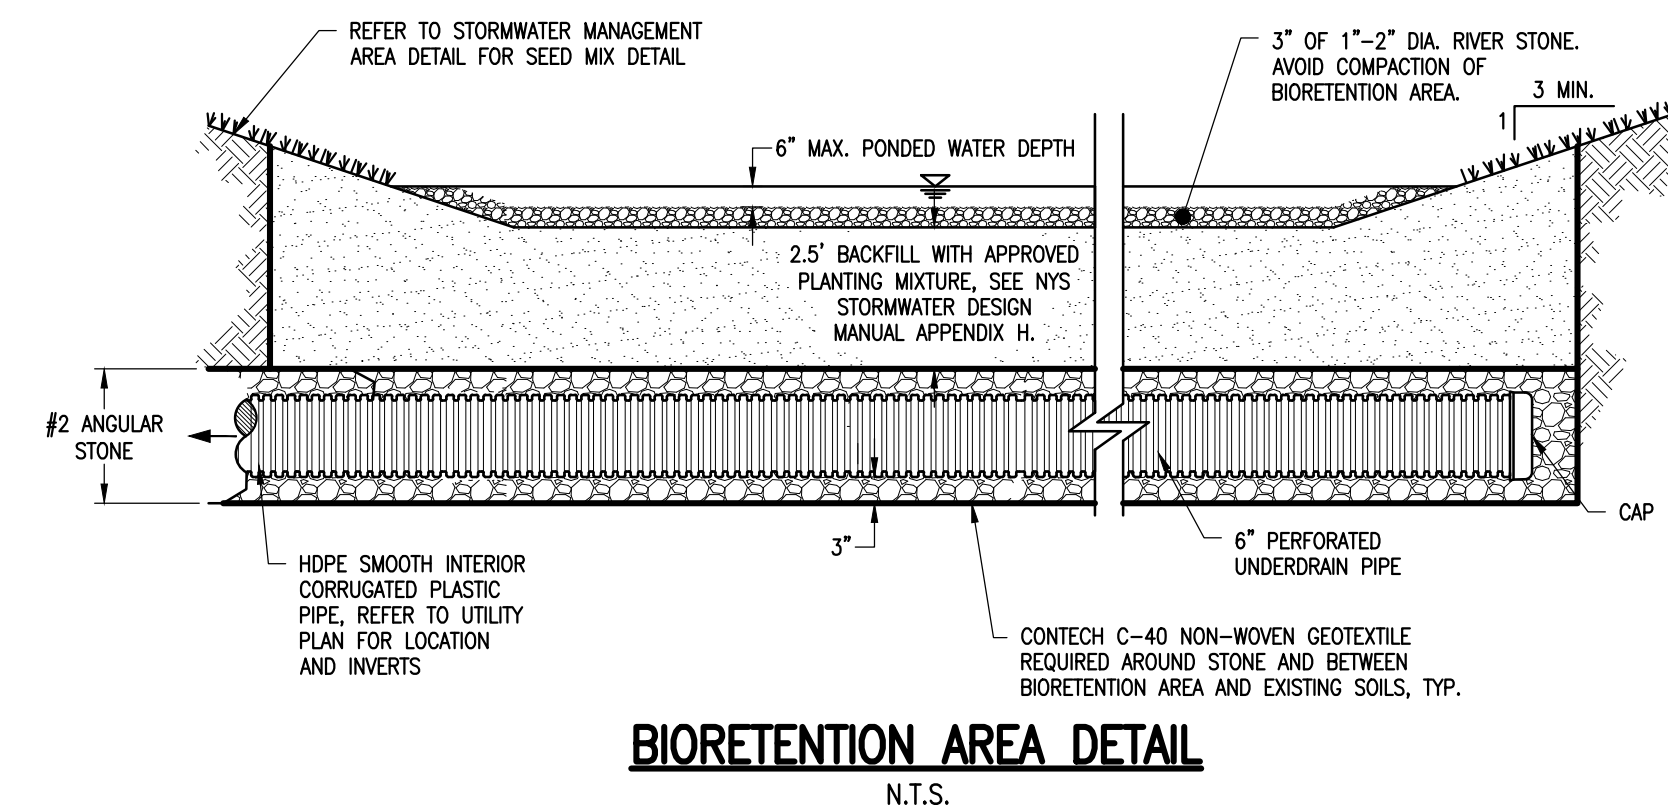 REFER TO STORMWATER MANAGEMENT
AREA DETAIL FOR SEED MIX DETAIL
3" OF 1"-2" DIA. RIVER STONE.
AVOID COMPACTION OF
BIORETENTION AREA.
3 MIN.
1
6" MAX. PONDED WATER DEPTH
2.5' BACKFILL WITH APPROVED
PLANTING MIXTURE, SEE NYS
STORMWATER DESIGN
MANUAL APPENDIX H.
#2 ANGULAR
STONE
CAP
3"
6" PERFORATED
UNDERDRAIN PIPE
HDPE SMOOTH INTERIOR
CORRUGATED PLASTIC
PIPE, REFER TO UTILITY
PLAN FOR LOCATION
AND INVERTS
CONTECH C-40 NON-WOVEN GEOTEXTILE
REQUIRED AROUND STONE AND BETWEEN
BIORETENTION AREA AND EXISTING SOILS, TYP.
BIORETENTION AREA DETAIL
N.T.S.